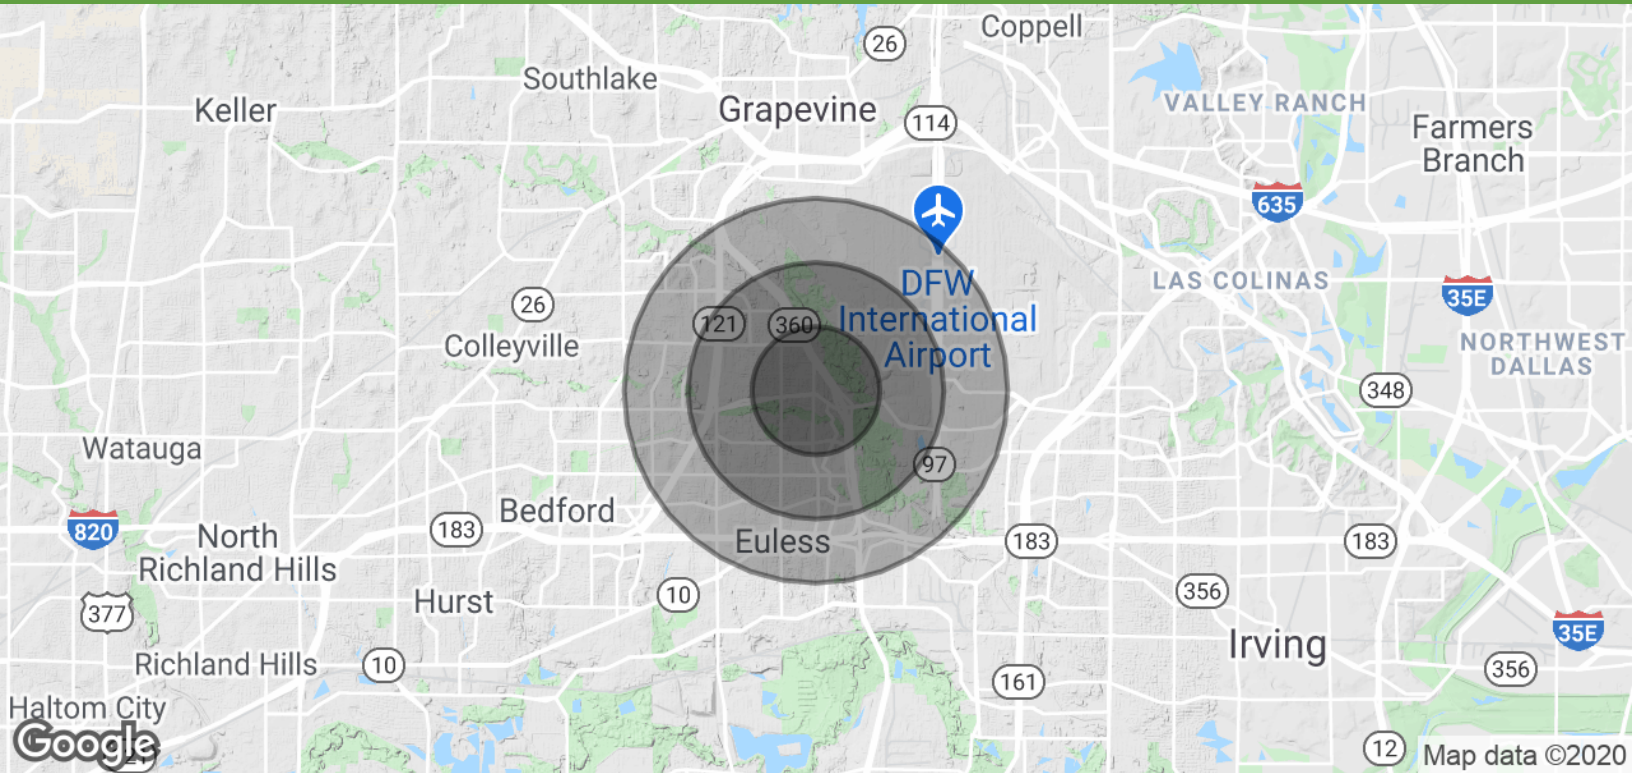 Coppell
26
Southlake
Keller
Grapevine
114
VALLEY RANCH
Farmers
Branch
635
DFW
International
Airport
LAS COLINAS
35E
26
121
360
Colleyville
NORTHWEST
DALLAS
348
Watauga
97
Bedford
820
183
North
Richland Hills
Euless
183
183
377
Hurst
10
356
35E
Irving
Richland Hills
10
161
356
Haltom City
Google
12
Map data ©2020